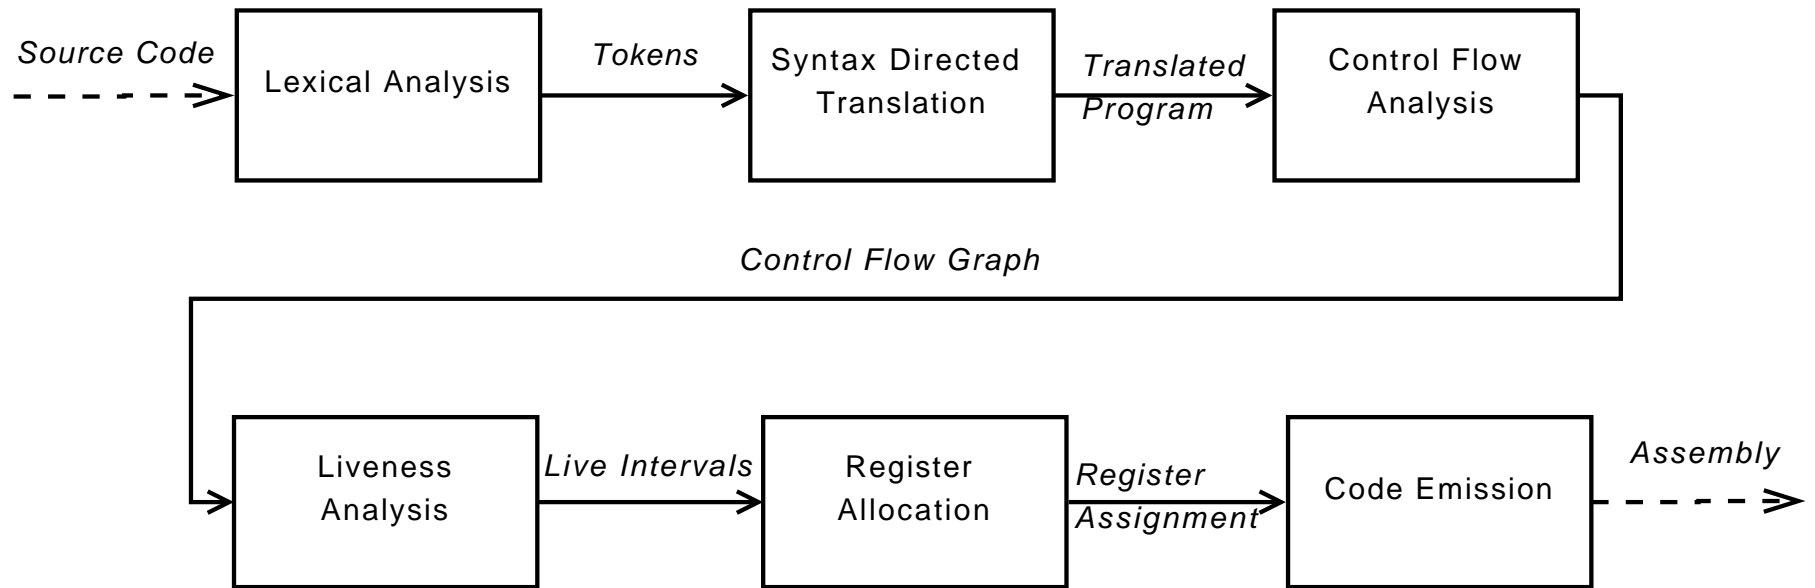 Source Code
Lexical Analysis
Tokens
Syntax Directed
Translation
Translated
Program
Control Flow
Analysis
Control Flow Graph
Liveness
Analysis
Live Intervals
Register
Allocation
Register
Assignment
Code Emission
Assembly